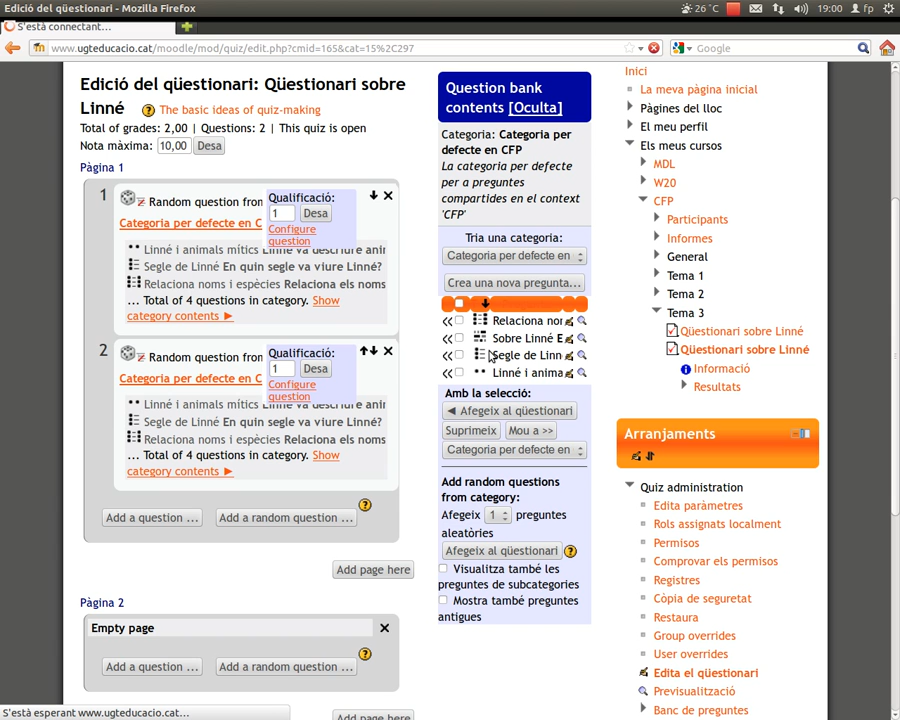 Edició del qüestionari - Mozilla Firefox
26 °C
19:00
fp
S'està connectant...
www.ugteducacio.cat/moodle/mod/quiz/edit.php?cmid=165&cat=15%2C297
Google
Edició del qüestionari: Qüestionari sobre
Linné
The basic ideas of quiz-making
Total of grades: 2,00 | Questions: 2 | This quiz is open
Nota màxima: 10,00 Desa
Pàgina 1
1
Random question from
Categoria per defecte en C
Qualificació:
1 Desa
Configure
question
Linné i animals mítics Linné va descriure anir
Segle de Linné En quin segle va viure Linné?
Relaciona noms i espècies Relaciona els noms
... Total of 4 questions in category. Show
category contents ►
2
Random question from
Categoria per defecte en C
Qualificació:
1 Desa
Configure
question
Linné i animals mítics Linné va descriure anir
Segle de Linné En quin segle va viure Linné?
Relaciona noms i espècies Relaciona els noms
... Total of 4 questions in category. Show
category contents ►
Add a question ...
Add a random question ...
Add page here
Pàgina 2
Empty page
Add a question ...
Add a random question ...
Add page here
S'està esperant www.ugteducacio.cat...
Question bank
contents [Oculta]
Categoria: Categoria per
defecte en CFP
La categoria per defecte
per a preguntes
compartides en el context
'CFP'
Tria una categoria:
Categoria per defecte en
Crea una nova pregunta...
Relaciona nor
Sobre Linné E
Segle de Linn
Linné i anima
Amb la selecció:
◄ Afegeix al qüestionari
Suprimeix
Mou a >>
Categoria per defecte en
Add random questions
from category:
Afegeix 1 preguntes
aleatòries
Afegeix al qüestionari
Visualitza també les
preguntes de subcategories
Mostra també preguntes
antigues
Inici
La meva pàgina inicial
Pàgines del lloc
El meu perfil
Els meus cursos
MDL
W20
CFP
Participants
Informes
General
Tema 1
Tema 2
Tema 3
Qüestionari sobre Linné
Qüestionari sobre Linné
Informació
Resultats
Arranjaments
Quiz administration
Edita paràmetres
Rols assignats localment
Permisos
Comprovar els permisos
Registres
Còpia de seguretat
Restaura
Group overrides
User overrides
Edita el qüestionari
Previsualització
Banc de preguntes